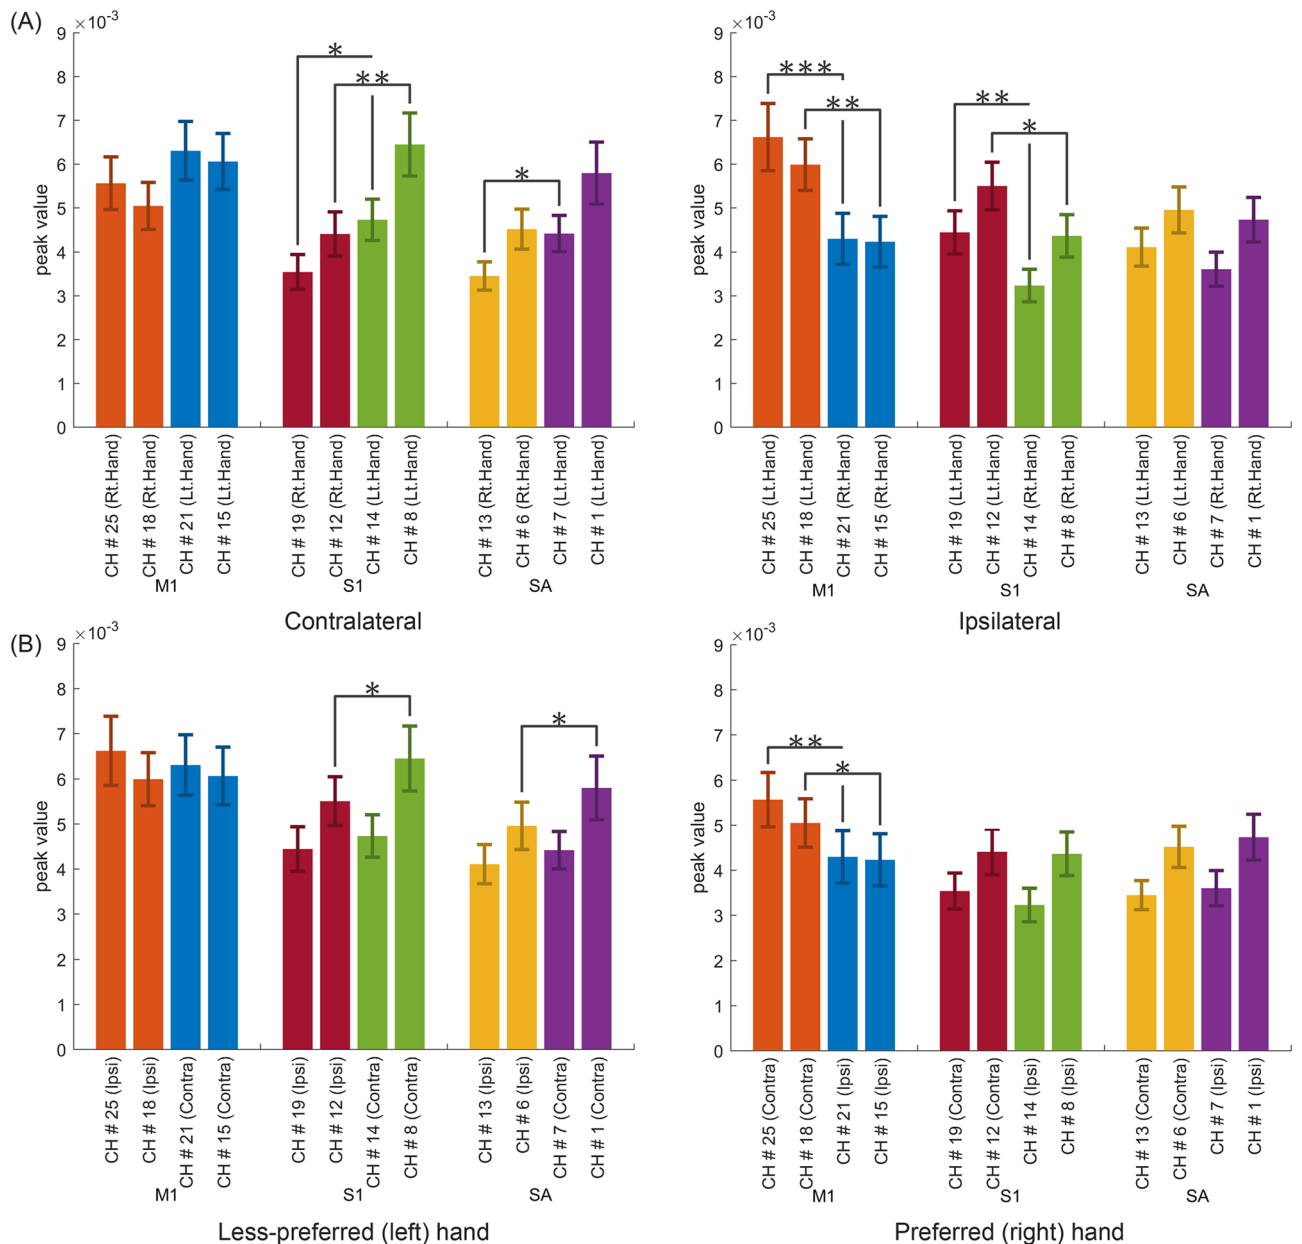 (A)
×10-3
9
8
7
6
5
4
3
2
1
0
peak value
*
**
*
CH # 25 (Rt.Hand)
CH # 18 (Rt.Hand)
CH # 21 (Lt.Hand)
CH # 15 (Lt.Hand)
CH # 19 (Rt.Hand)
CH # 12 (Rt.Hand)
CH # 14 (Lt.Hand)
CH # 8 (Lt.Hand)
CH # 13 (Rt.Hand)
CH # 6 (Rt.Hand)
CH # 7 (Lt.Hand)
CH # 1 (Lt.Hand)
M1
S1
SA
Contralateral
×10-3
9
8
7
6
5
4
3
2
1
0
peak value
***
**
**
*
CH # 25 (Lt.Hand)
CH # 18 (Lt.Hand)
CH # 21 (Rt.Hand)
CH # 15 (Rt.Hand)
CH # 19 (Lt.Hand)
CH # 12 (Lt.Hand)
CH # 14 (Rt.Hand)
CH # 8 (Rt.Hand)
CH # 13 (Lt.Hand)
CH # 6 (Lt.Hand)
CH # 7 (Rt.Hand)
CH # 1 (Rt.Hand)
M1
S1
SA
Ipsilateral
(B)
×10-3
9
8
7
6
5
4
3
2
1
0
peak value
*
*
CH # 25 (Ipsi)
CH # 18 (Ipsi)
CH # 21 (Contra)
CH # 15 (Contra)
CH # 19 (Ipsi)
CH # 12 (Ipsi)
CH # 14 (Contra)
CH # 8 (Contra)
CH # 13 (Ipsi)
CH # 6 (Ipsi)
CH # 7 (Contra)
CH # 1 (Contra)
M1
S1
SA
Less-preferred (left) hand
×10-3
9
8
7
6
5
4
3
2
1
0
peak value
**
*
CH # 25 (Contra)
CH # 18 (Contra)
CH # 21 (Ipsi)
CH # 15 (Ipsi)
CH # 19 (Contra)
CH # 12 (Contra)
CH # 14 (Ipsi)
CH # 8 (Ipsi)
CH # 13 (Contra)
CH # 6 (Contra)
CH # 7 (Ipsi)
CH # 1 (Ipsi)
M1
S1
SA
Preferred (right) hand